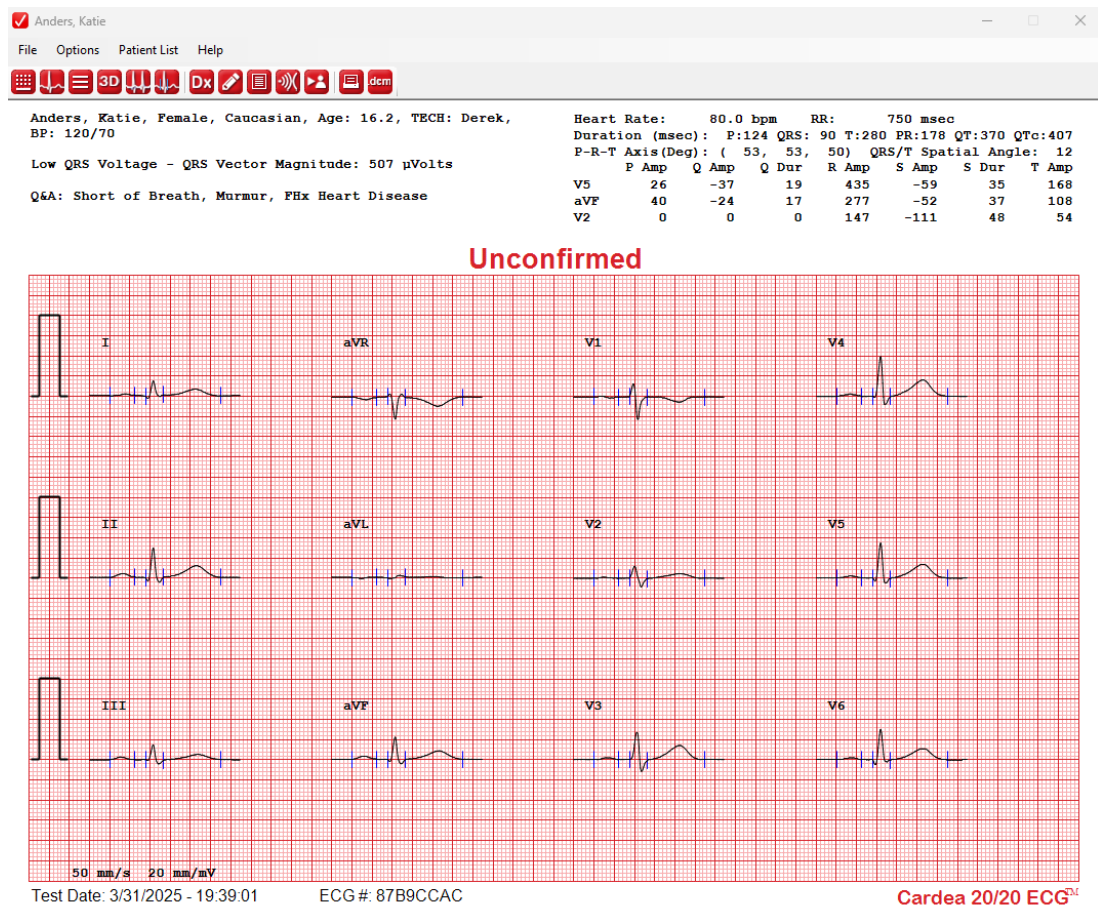 Anders, Katie
File Options Patient List Help
3D Dx .dcm
Anders, Katie, Female, Caucasian, Age: 16.2, TECH: Derek,
BP: 120/70
Low QRS Voltage - QRS Vector Magnitude: 507 µVolts
Q&A: Short of Breath, Murmur, FHx Heart Disease
Heart Rate: 80.0 bpm RR: 750 msec
Duration (msec): P:124 QRS: 90 T:280 PR:178 QT:370 QTc:407
P-R-T Axis(Deg): ( 53, 53, 50) QRS/T Spatial Angle: 12
P Amp Q Amp Q Dur R Amp S Amp S Dur T Amp
V5 26 -37 19 435 -59 35 168
aVF 40 -24 17 277 -52 37 108
V2 0 0 0 147 -111 48 54
Unconfirmed
I aVR V1 V4
II aVL V2 V5
III aVF V3 V6
50 mm/s 20 mm/mV
Test Date: 3/31/2025 - 19:39:01 ECG #: 87B9CCAC Cardea 20/20 ECG™